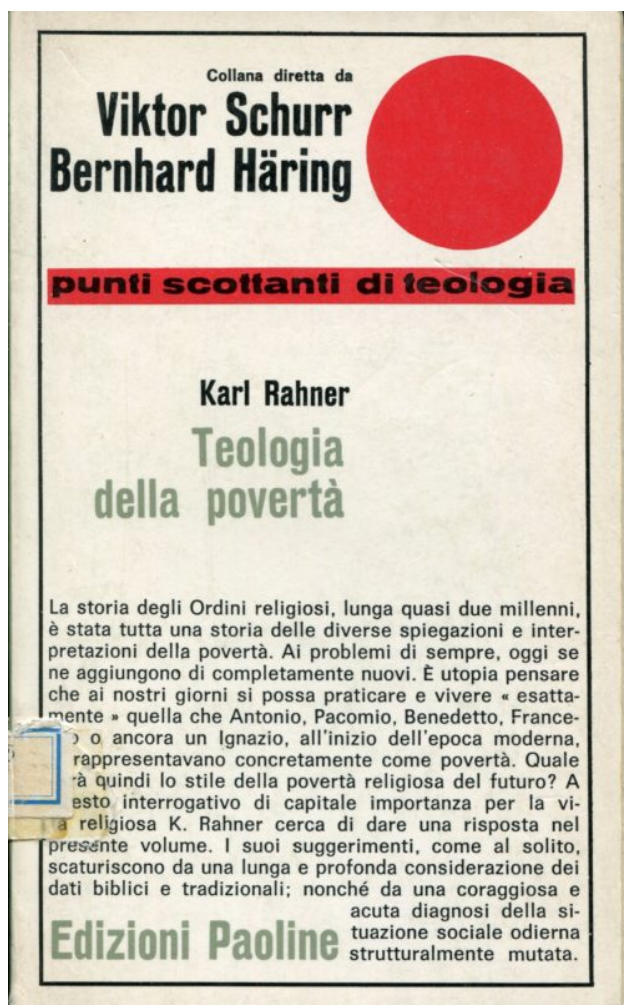 Collana diretta da
Viktor Schurr
Bernhard Häring
punti scottanti di teologia
Karl Rahner
Teologia
della povertà
La storia degli Ordini religiosi, lunga quasi due millenni,
è stata tutta una storia delle diverse spiegazioni e inter-
pretazioni della povertà. Ai problemi di sempre, oggi se
ne aggiungono di completamente nuovi. È utopia pensare
che ai nostri giorni si possa praticare e vivere « esatta-
mente » quella che Antonio, Pacomio, Benedetto, France-
o ancora un Ignazio, all'inizio dell'epoca moderna,
rappresentavano concretamente come povertà. Quale
quindi lo stile della povertà religiosa del futuro? A
interrogativo di capitale importanza per la vi-
religiosa K. Rahner cerca di dare una risposta nel
presente volume. I suoi suggerimenti, come al solito,
scaturiscono da una lunga e profonda considerazione dei
dati biblici e tradizionali; nonché da una coraggiosa e
acuta diagnosi della si-
tuazione sociale odierna
strutturalmente mutata.
Edizioni Paoline